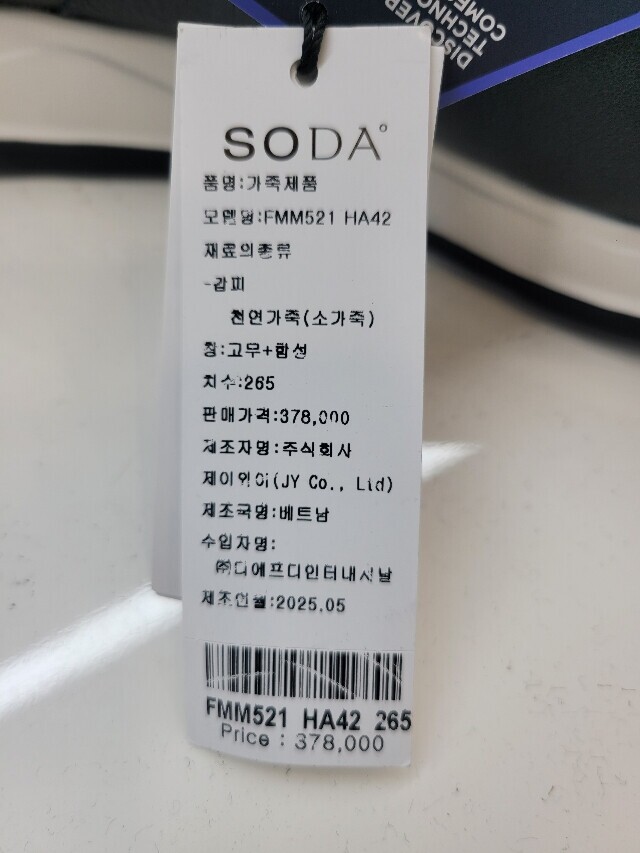 DISCOVER
TECHNO
COME
SODA
품명:가죽제품
모델명:FMM521 HA42
재료의종류
-갑피
천연가죽(소가죽)
창:고무+합성
치수:265
판매가격:378,000
제조자명:주식회사
제이와이(JY Co., Ltd)
제조국명:베트남
수입자명:
㈜디에프디인터내셔날
제조연월:2025.05
FMM521 HA42 265
Price : 378,000